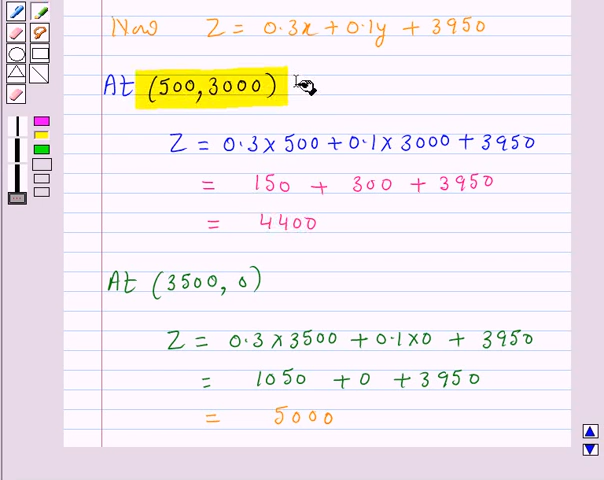 Now Z = 0.3x + 0.1y + 3950
At (500, 3000)
Z = 0.3 x 500 + 0.1 x 3000 + 3950
= 150 + 300 + 3950
= 4400
At (3500, 0)
Z = 0.3 x 3500 + 0.1 x 0 + 3950
= 1050 + 0 + 3950
= 5000